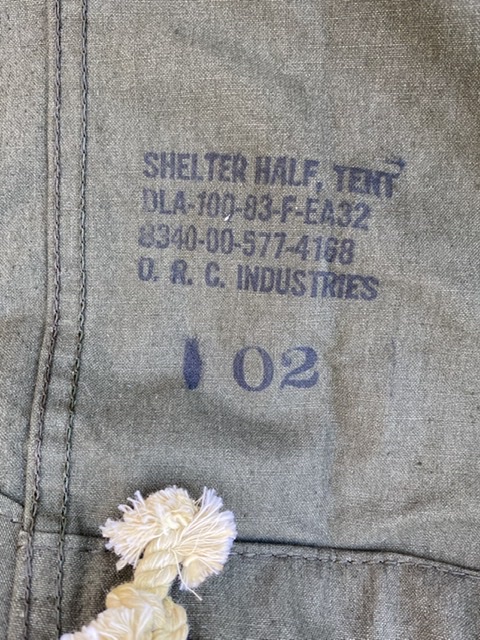 SHELTER HALF, TENT
DLA-100-83-F-EA32
8340-00-577-4168
O. R. C. INDUSTRIES
02